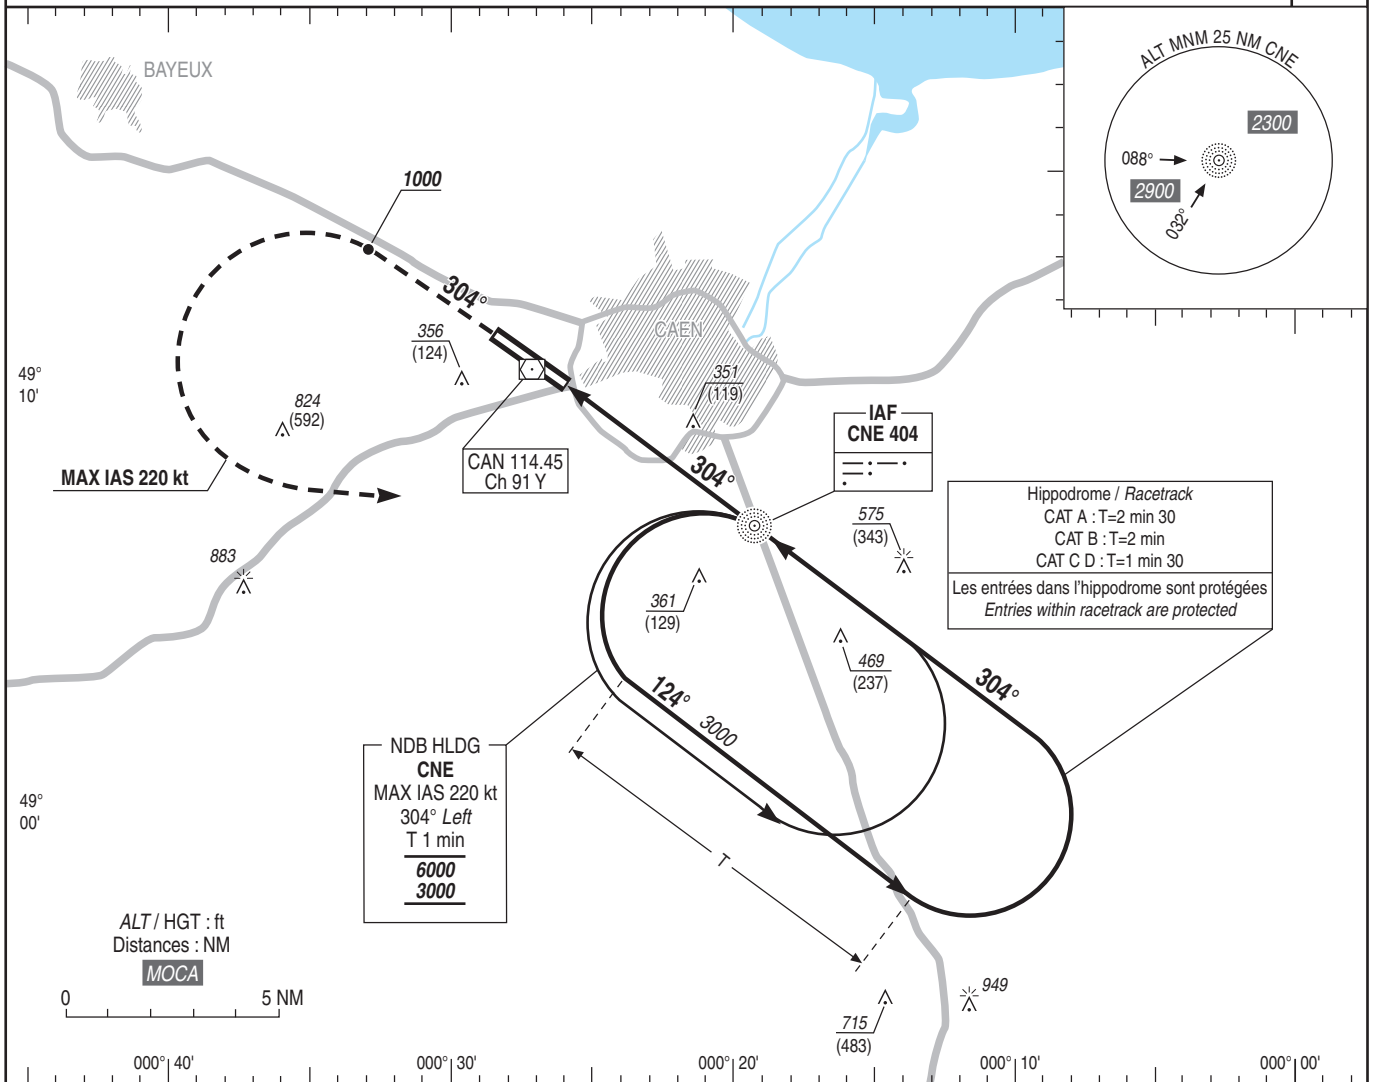 BAYEUX
ALT MNM 25 NM CNE
2300
088°
2900
032°
1000
304°
356
(124)
CAEN
49°
10'
351
(119)
824
(592)
IAF
CNE 404
CAN 114.45
Ch 91 Y
MAX IAS 220 kt
304°
575
(343)
Hippodrome / Racetrack
CAT A : T=2 min 30
CAT B : T=2 min
CAT C D : T=1 min 30
Les entrées dans l'hippodrome sont protégées
Entries within racetrack are protected
883
361
(129)
469
(237)
124°
3000
304°
NDB HLDG
CNE
MAX IAS 220 kt
304° Left
T 1 min
6000
3000
49°
00'
T
ALT / HGT : ft
Distances : NM
MOCA
0 5 NM
949
715
(483)
000° 40'
000° 30'
000° 20'
000° 10'
000° 00'